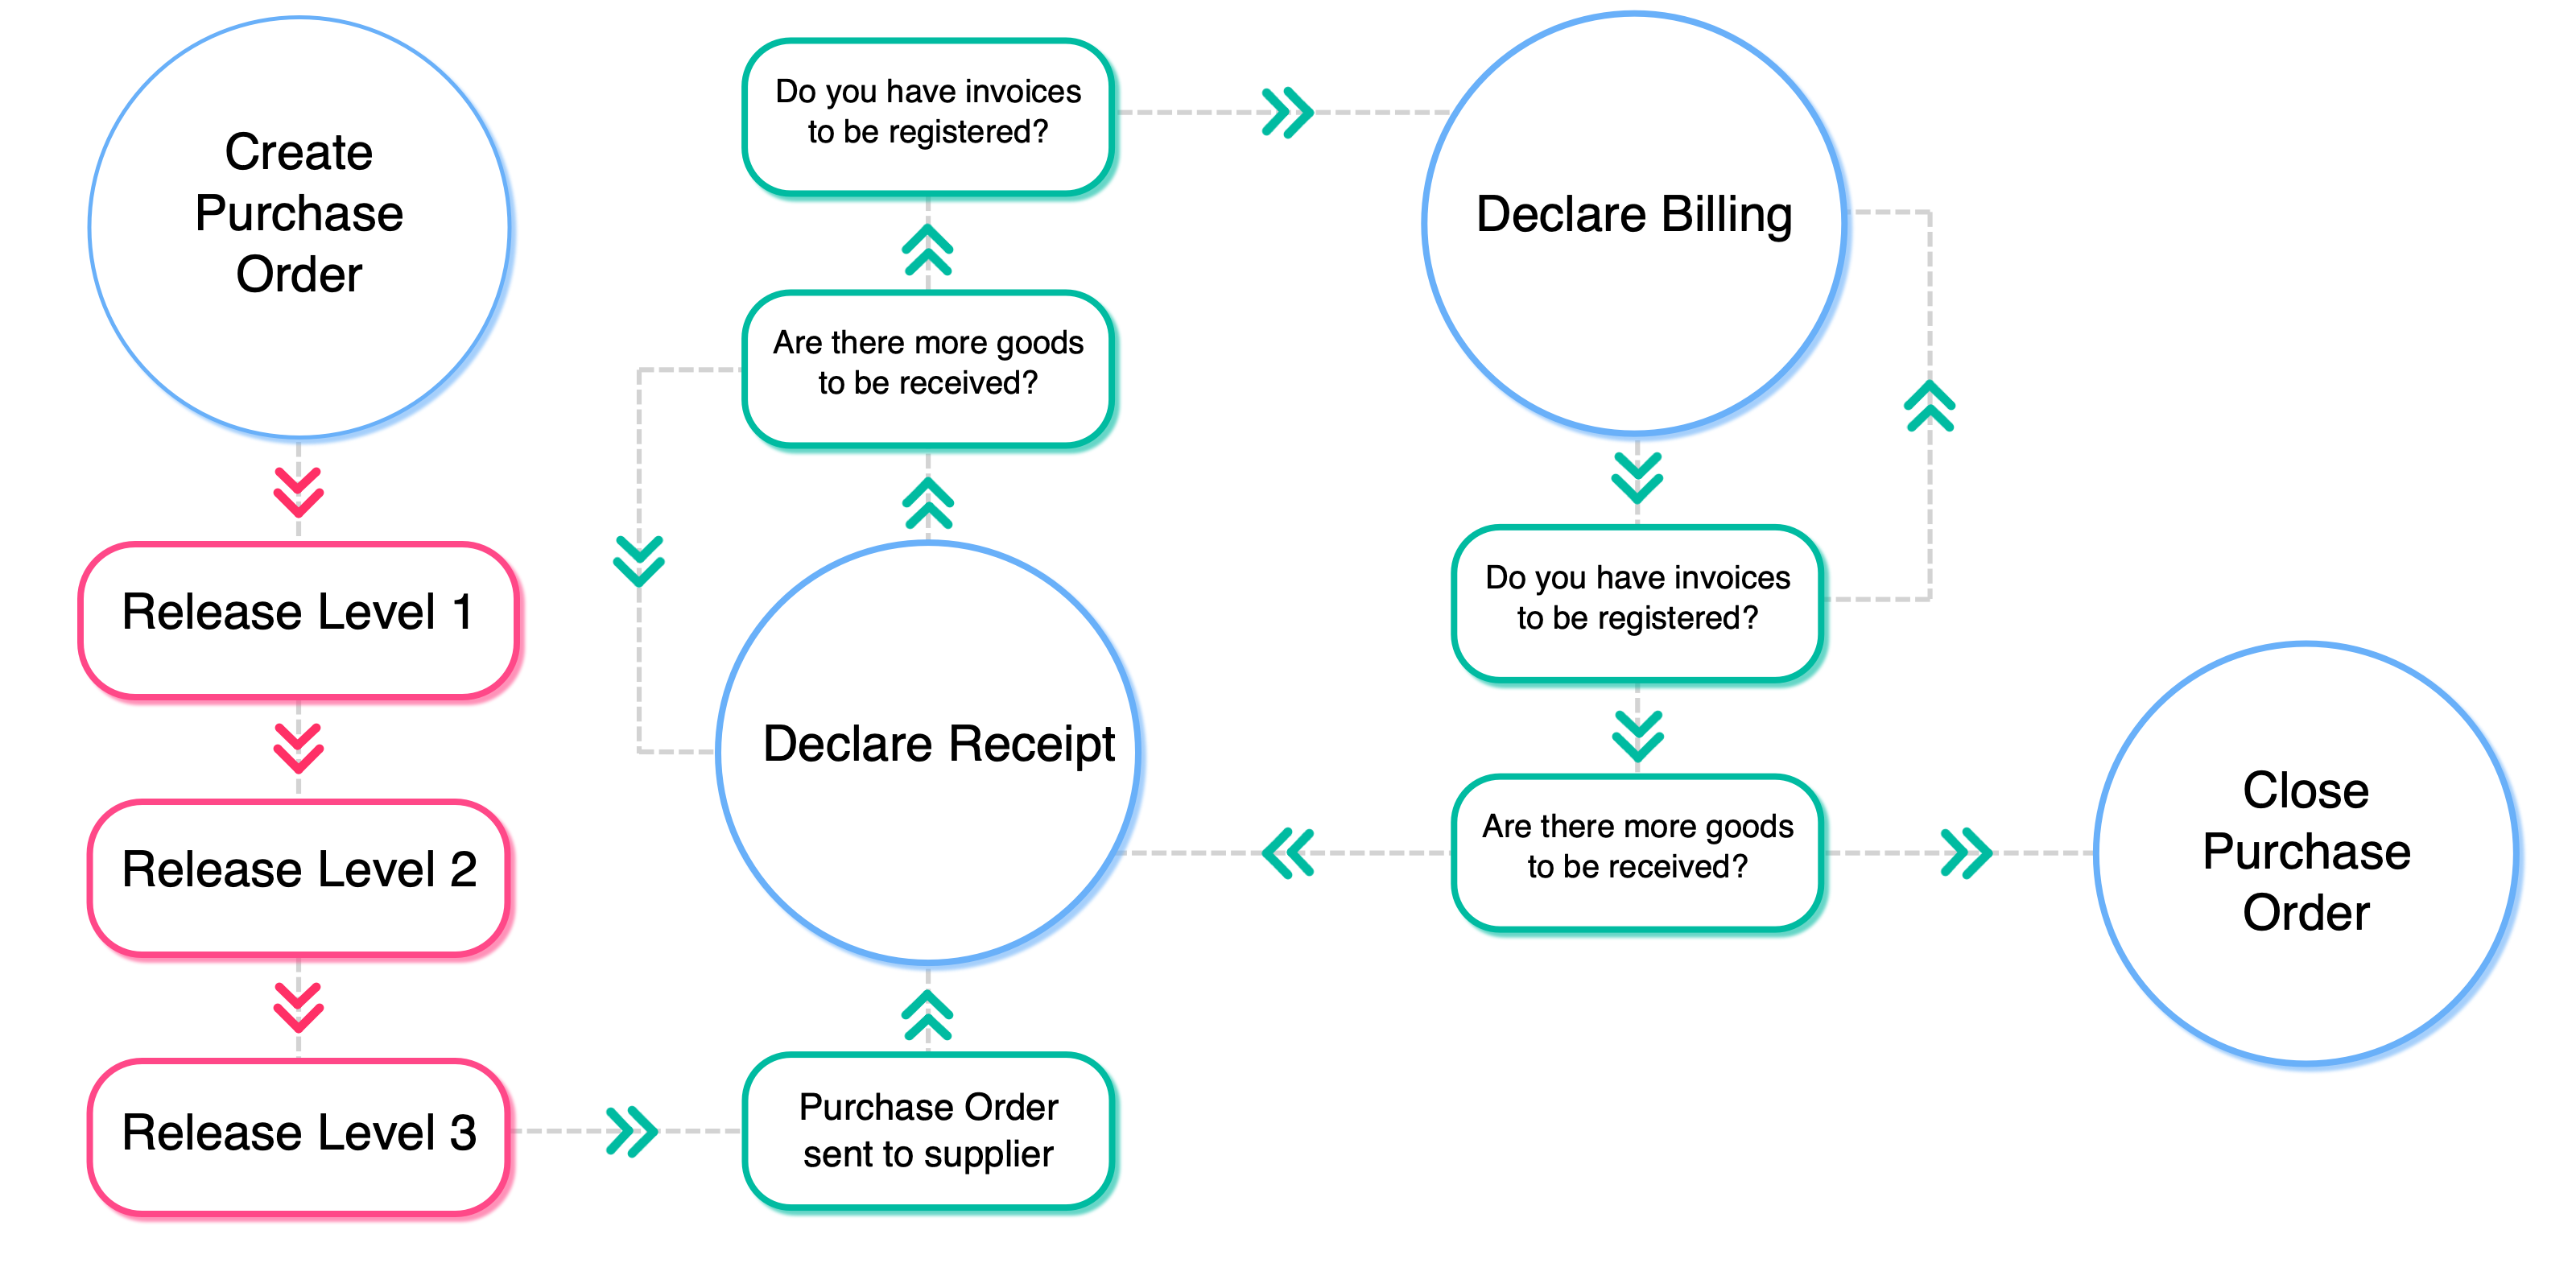 Create
Purchase
Order
Release Level 1
Release Level 2
Release Level 3
Do you have invoices
to be registered?
Are there more goods
to be received?
Declare Receipt
Purchase Order
sent to supplier
Declare Billing
Do you have invoices
to be registered?
Are there more goods
to be received?
Close
Purchase
Order